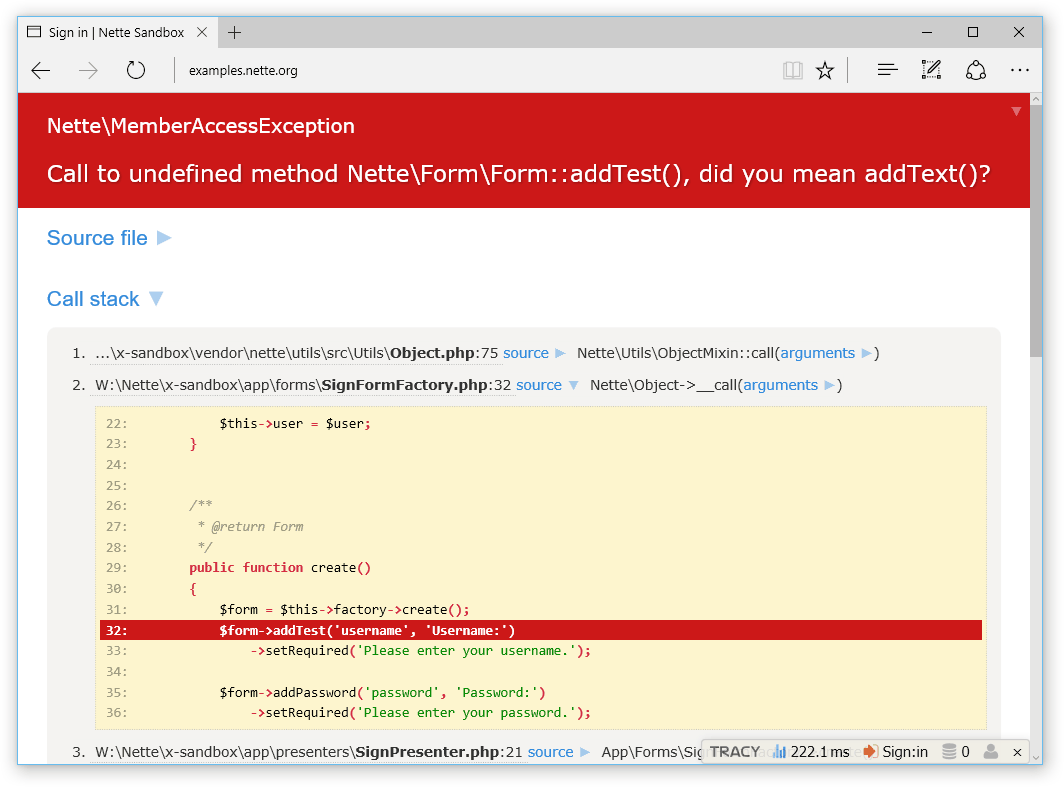 Sign in | Nette Sandbox
examples.nette.org
Nette\MemberAccessException
Call to undefined method Nette\Form\Form::addTest(), did you mean addText()?
Source file ►
Call stack ▼
1. ...\x-sandbox\vendor\nette\utils\src\Utils\Object.php:75 source ► Nette\Utils\ObjectMixin::call(arguments ►)
2. W:\Nette\x-sandbox\app\forms\SignFormFactory.php:32 source ▼ Nette\Object->__call(arguments ►)
22: $this->user = $user;
23: }
24:
25:
26: /**
27: * @return Form
28: */
29: public function create()
30: {
31: $form = $this->factory->create();
32: $form->addTest('username', 'Username:')
33: ->setRequired('Please enter your username.');
34:
35: $form->addPassword('password', 'Password:')
36: ->setRequired('Please enter your password.');
3. W:\Nette\x-sandbox\app\presenters\SignPresenter.php:21 source ► App\Forms\Sig
TRACY 222.1 ms Sign:in 0 ×